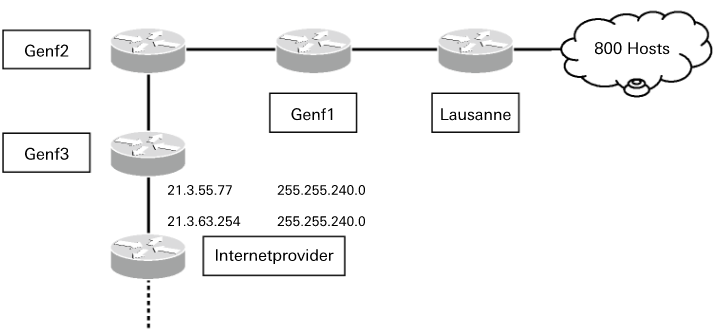 Genf2
800 Hosts
Genf1
Lausanne
Genf3
21.3.55.77 255.255.240.0
21.3.63.254 255.255.240.0
Internetprovider